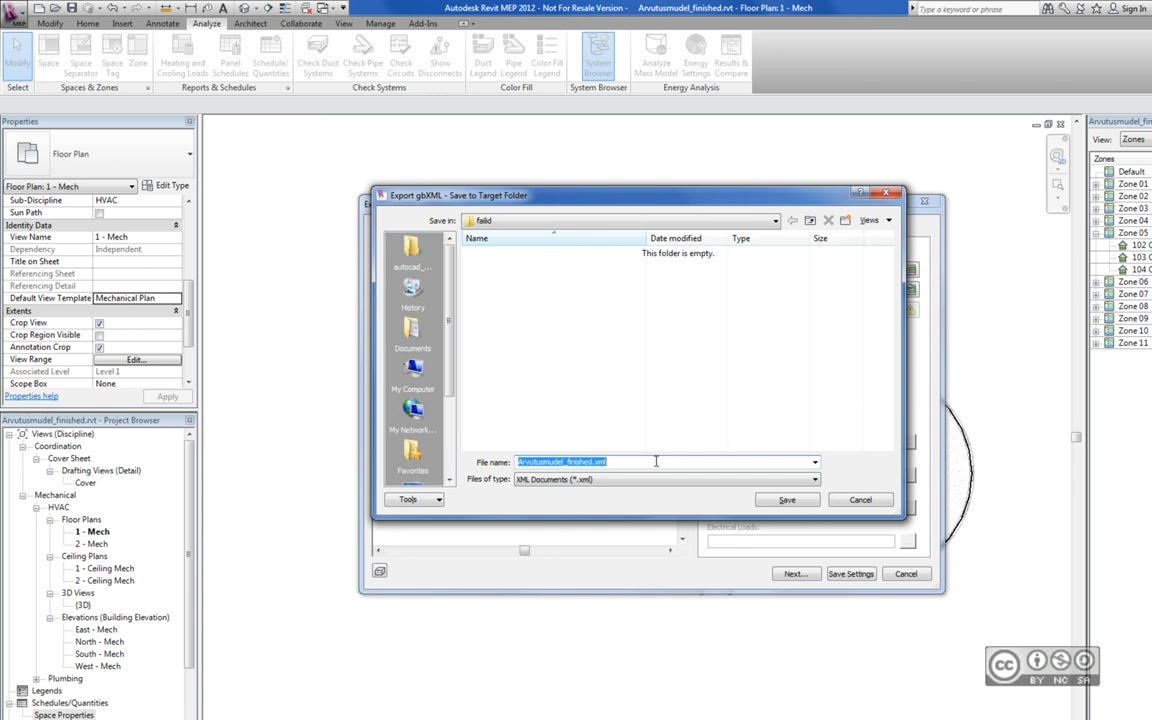 Autodesk Revit MEP 2012 - Not For Resale Version - Arvutusmudel_finished.rvt - Floor Plan: 1 - Mech
Type a keyword or phrase
Sign In
MEP
Modify Home Insert Annotate Analyze Architect Collaborate View Manage Add-Ins
Modify
Space
Space Separator
Space Tag
Zone
Heating and Cooling Loads
Panel Schedules
Schedule/ Quantities
Check Duct Systems
Check Pipe Systems
Check Circuits
Show Disconnects
Duct Legend
Pipe Legend
Color Fill Legend
System Browser
Analyze Mass Model
Energy Settings
Results & Compare
Select Spaces & Zones Reports & Schedules Check Systems Color Fill System Browser Energy Analysis
Properties
Floor Plan
Floor Plan: 1 - Mech
Edit Type
Sub-Discipline HVAC
Sun Path
Identity Data
View Name 1 - Mech
Dependency Independent
Title on Sheet
Referencing Sheet
Referencing Detail
Default View Template Mechanical Plan
Extents
Crop View
Crop Region Visible
Annotation Crop
View Range Edit...
Associated Level Level 1
Scope Box None
Properties help Apply
Arvutusmudel_finished.rvt - Project Browser
Views (Discipline)
Coordination
Cover Sheet
Drafting Views (Detail)
Cover
Mechanical
HVAC
Floor Plans
1 - Mech
2 - Mech
Ceiling Plans
1 - Ceiling Mech
2 - Ceiling Mech
3D Views
{3D}
Elevations (Building Elevation)
East - Mech
North - Mech
South - Mech
West - Mech
Plumbing
Legends
Schedules/Quantities
Space Properties
Export gbXML - Save to Target Folder
Save in: failid
Views
Name Date modified Type Size
This folder is empty.
autocad_...
History
Documents
My Computer
My Network...
Favorites
File name: Arvutusmudel_finished.xml
Files of type: XML Documents (*.xml)
Tools Save Cancel
Electrical Loads:
...
Next... Save Settings Cancel
Arvutusmudel_fin
View: Zones
Zones
Default
Zone 01
Zone 02
Zone 03
Zone 04
Zone 05
102 C
103 C
104 C
Zone 06
Zone 07
Zone 08
Zone 09
Zone 10
Zone 11
cc
BY NC SA